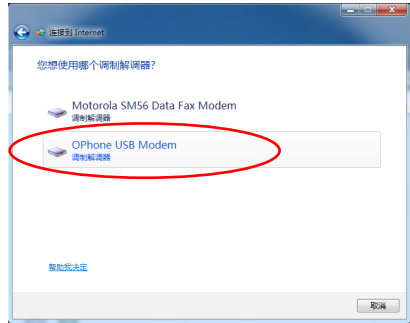 连接到 Internet
您想使用哪个调制解调器?
Motorola SM56 Data Fax Modem
调制解调器
OPhone USB Modem
调制解调器
帮助我决定
取消